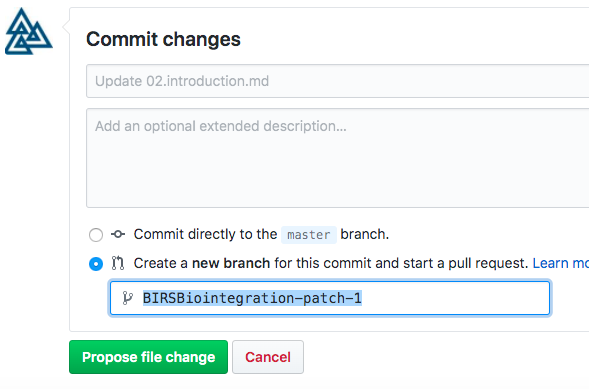 Commit changes
Update 02.introduction.md
Add an optional extended description...
Commit directly to the master branch.
Create a new branch for this commit and start a pull request. Learn mo
BIRSBiointegration-patch-1
Propose file change Cancel